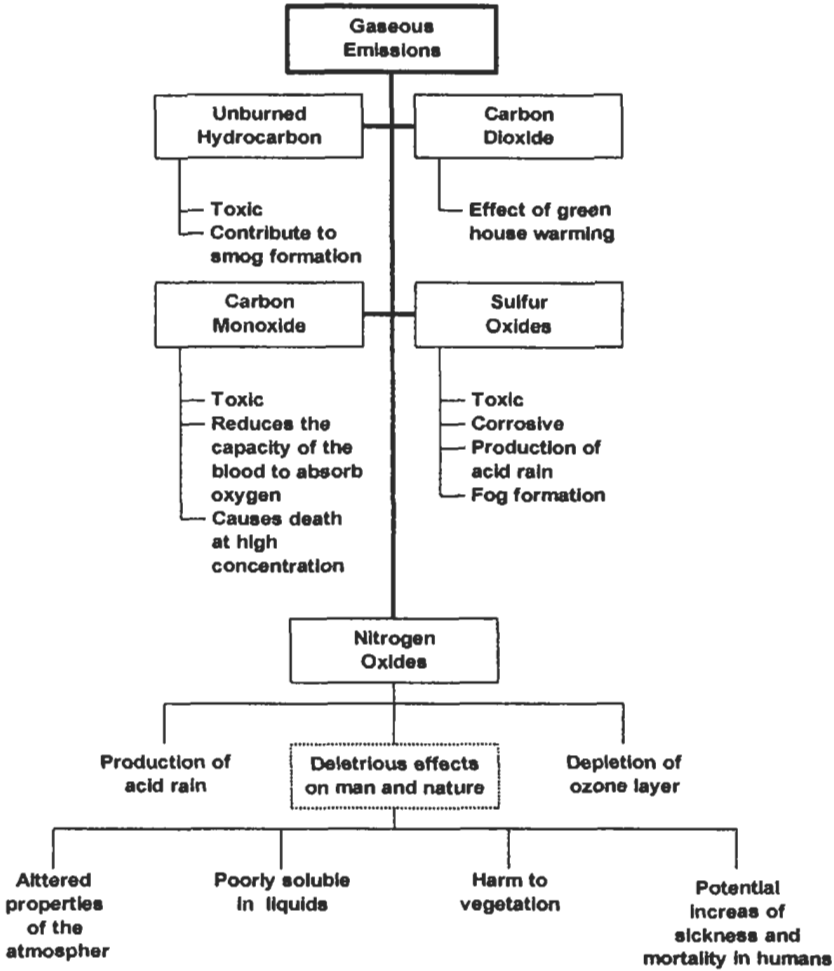 Gaseous
Emissions
Unburned
Hydrocarbon
Carbon
Dioxide
Toxic
Contribute to
smog formation
Effect of green
house warming
Carbon
Monoxide
Sulfur
Oxides
Toxic
Reduces the
capacity of the
blood to absorb
oxygen
Causes death
at high
concentration
Toxic
Corrosive
Production of
acid rain
Fog formation
Nitrogen
Oxides
Production of
acid rain
Deletrious effects
on man and nature
Depletion of
ozone layer
Alttered
properties
of the
atmospher
Poorly soluble
in liquids
Harm to
vegetation
Potential
increas of
sickness and
mortality in humans